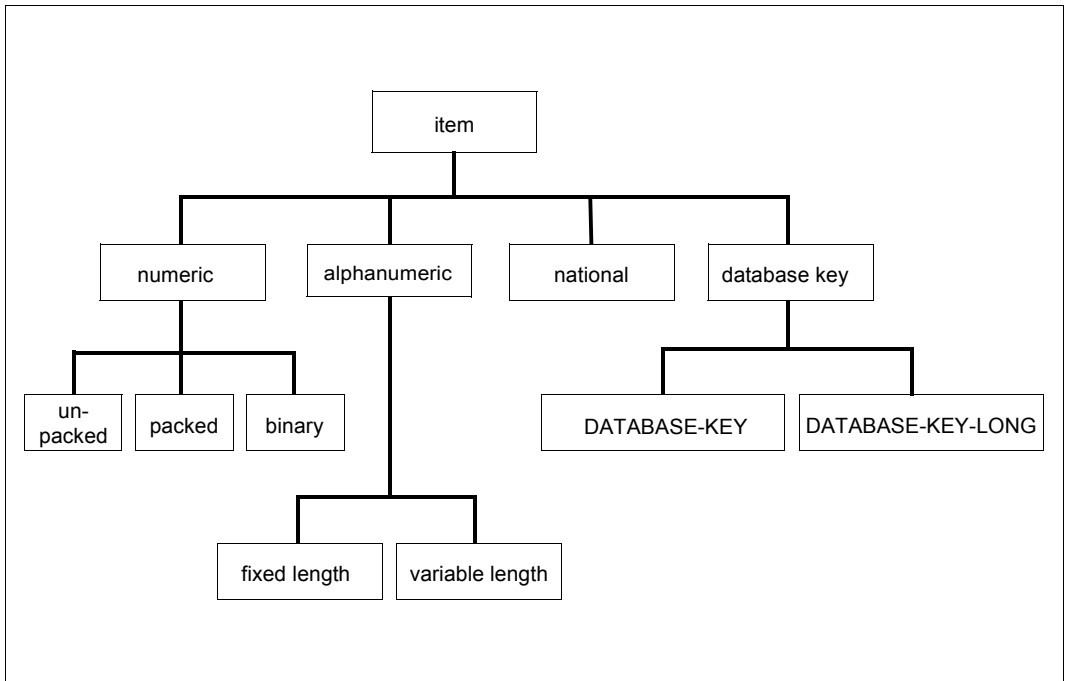 item
numeric
alphanumeric
national
database key
un-
packed
packed
binary
DATABASE-KEY
DATABASE-KEY-LONG
fixed length
variable length